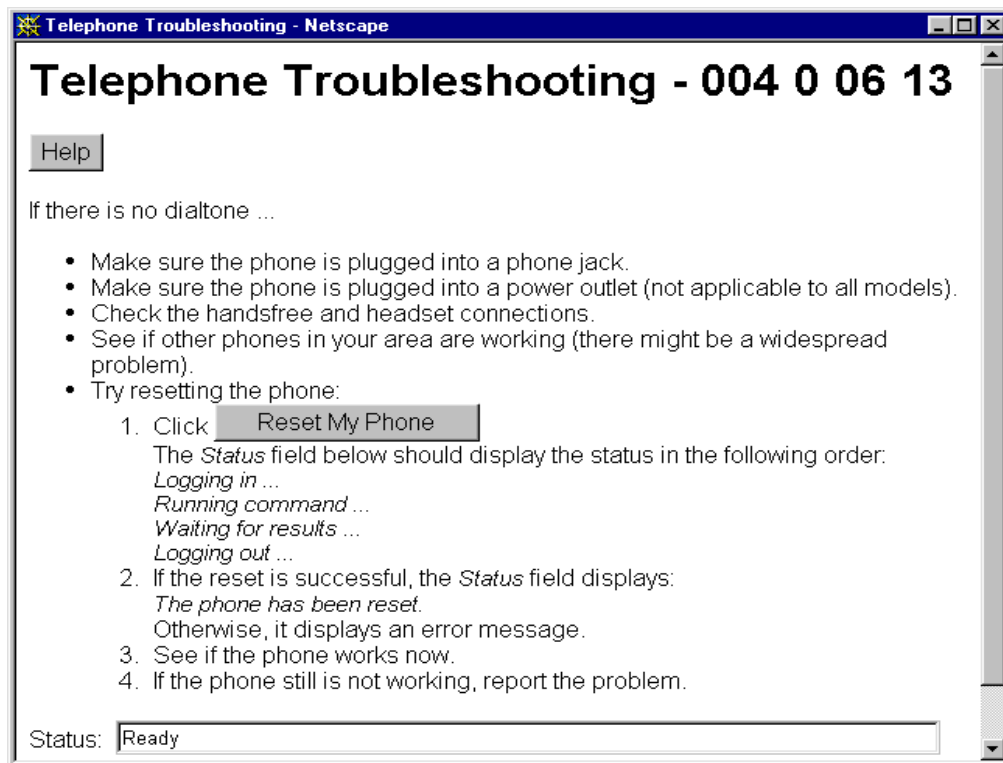 Telephone Troubleshooting - Netscape
Telephone Troubleshooting - 004 0 06 13
Help
If there is no dialtone ...
• Make sure the phone is plugged into a phone jack.
• Make sure the phone is plugged into a power outlet (not applicable to all models).
• Check the handsfree and headset connections.
• See if other phones in your area are working (there might be a widespread
problem).
• Try resetting the phone:
1. Click Reset My Phone
The Status field below should display the status in the following order:
Logging in ...
Running command ...
Waiting for results ...
Logging out ...
2. If the reset is successful, the Status field displays:
The phone has been reset.
Otherwise, it displays an error message.
3. See if the phone works now.
4. If the phone still is not working, report the problem.
Status: Ready